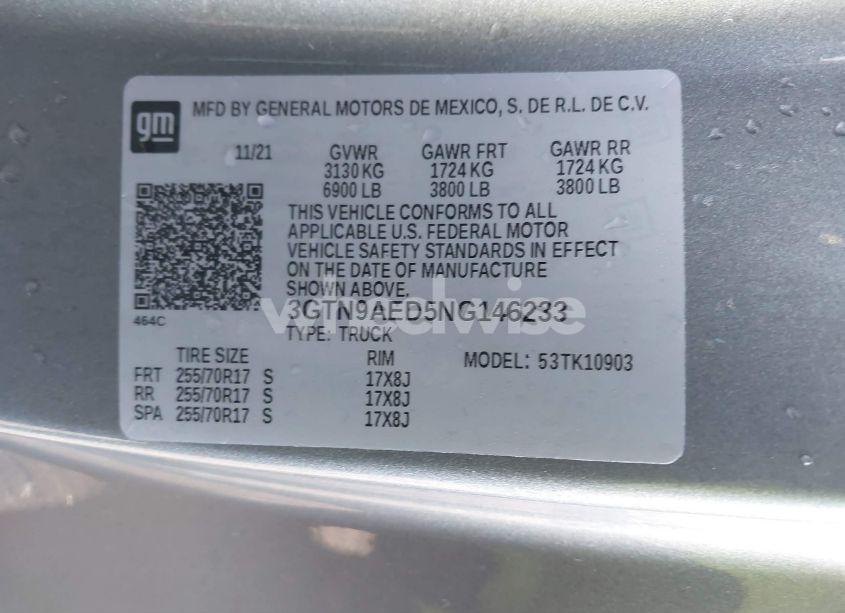 gm
MFD BY GENERAL MOTORS DE MEXICO, S. DE R.L. DE C.V.
11/21 GVWR GAWR FRT GAWR RR
3130 KG 1724 KG 1724 KG
6900 LB 3800 LB 3800 LB
THIS VEHICLE CONFORMS TO ALL
APPLICABLE U.S. FEDERAL MOTOR
VEHICLE SAFETY STANDARDS IN EFFECT
ON THE DATE OF MANUFACTURE
SHOWN ABOVE.
464C
3GTN9AED5NG146233
TYPE: TRUCK
TIRE SIZE RIM MODEL: 53TK10903
FRT 255/70R17 S 17X8J
RR 255/70R17 S 17X8J
SPA 255/70R17 S 17X8J